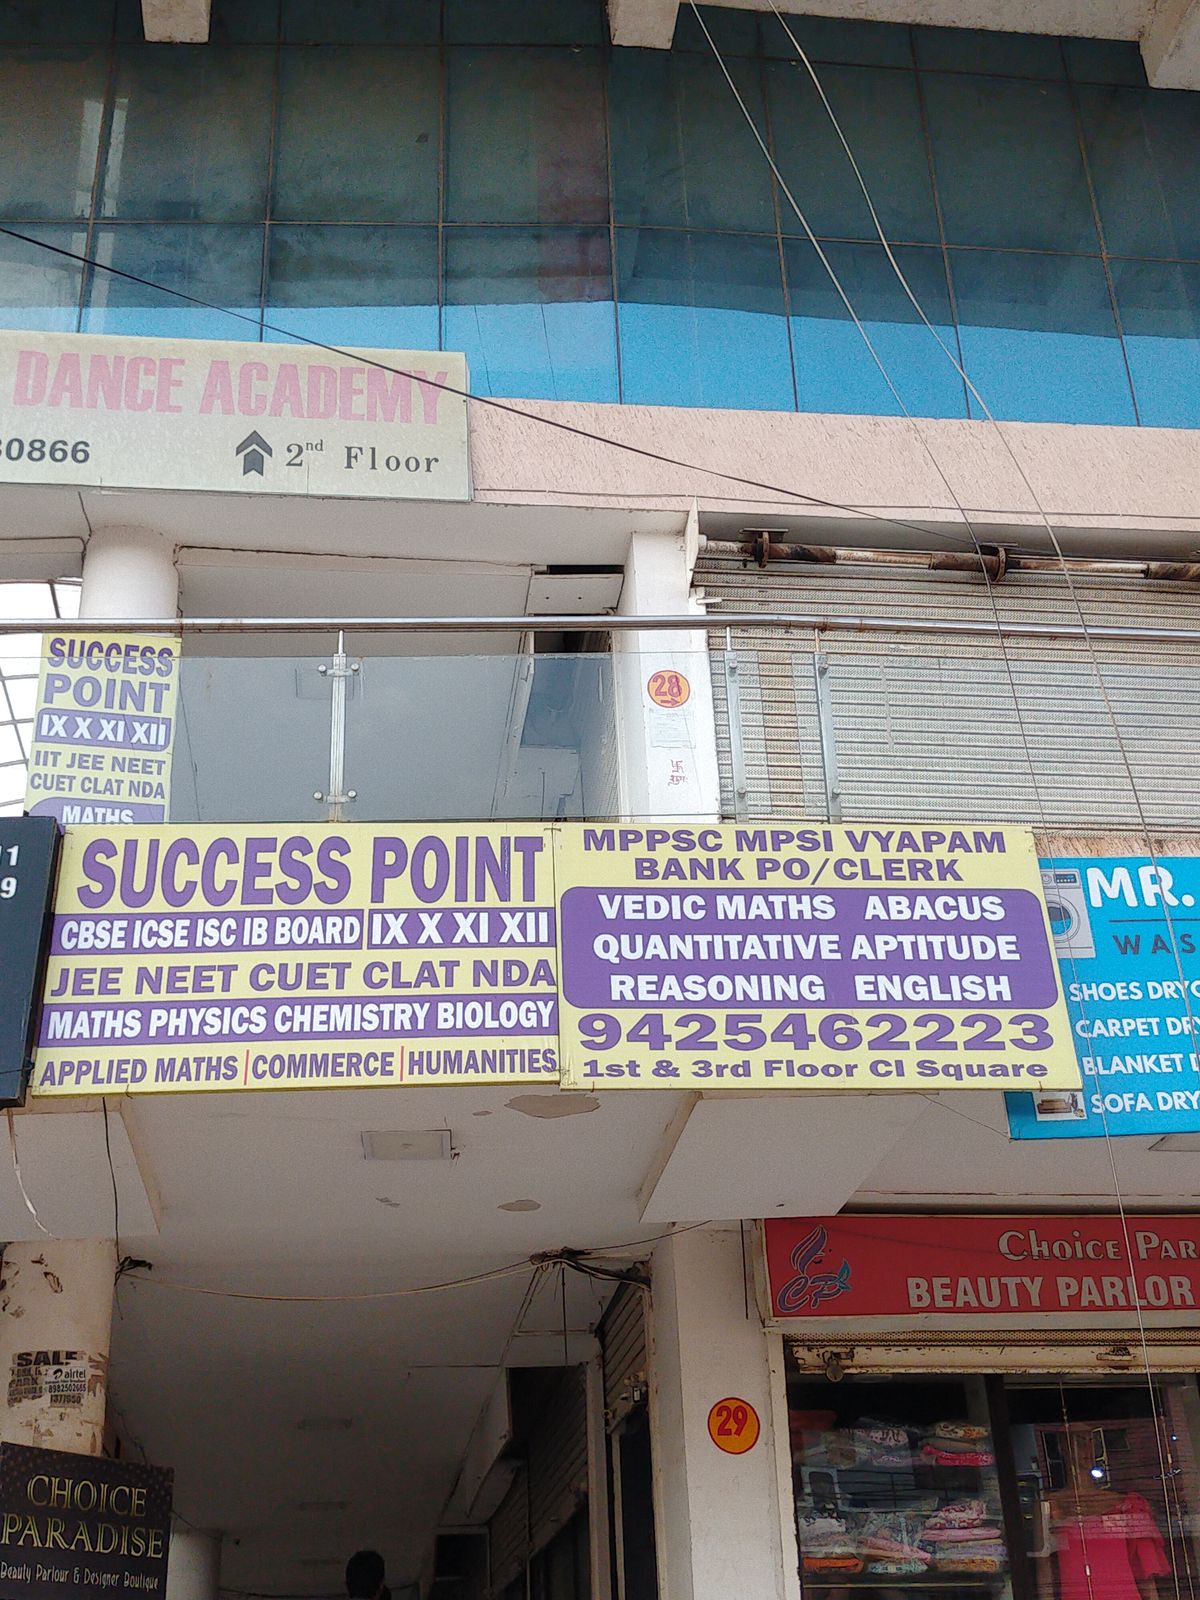 DANCE ACADEMY
30866
2nd Floor
SUCCESS
POINT
IX X XI XII
IIT JEE NEET
CUET CLAT NDA
MATHS
28
SUCCESS POINT
CBSE ICSE ISC IB BOARD IX X XI XII
JEE NEET CUET CLAT NDA
MATHS PHYSICS CHEMISTRY BIOLOGY
APPLIED MATHS | COMMERCE | HUMANITIES
MPPSC MPSI VYAPAM
BANK PO/CLERK
VEDIC MATHS ABACUS
QUANTITATIVE APTITUDE
REASONING ENGLISH
9425462223
1st & 3rd Floor CI Square
MR.
WAS
SHOES DRYC
CARPET DRY
BLANKET D
SOFA DRY
CHOICE PAR
CP
BEAUTY PARLOR
29
SALE
airtel
8982502665
CHOICE
PARADISE
Beauty Parlour & Designer Boutique